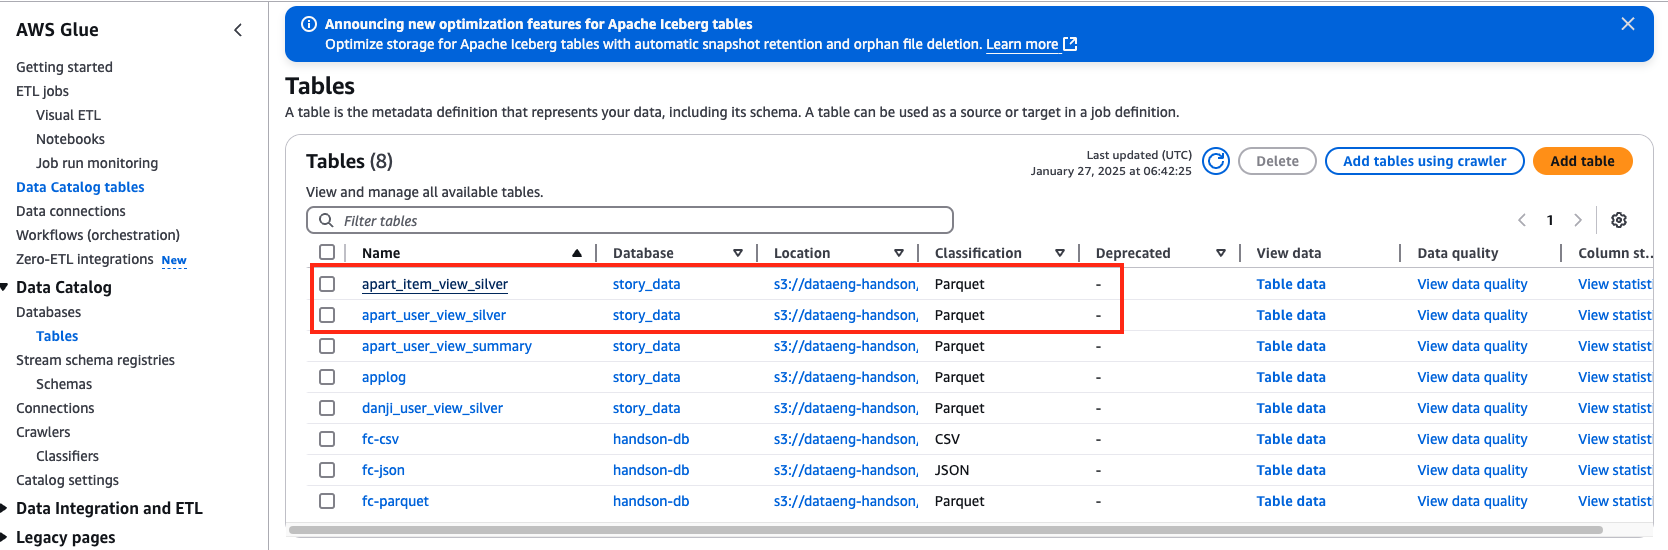 AWS Glue
Getting started
ETL jobs
Visual ETL
Notebooks
Job run monitoring
Data Catalog tables
Data connections
Workflows (orchestration)
Zero-ETL integrations New
Data Catalog
Databases
Tables
Stream schema registries
Schemas
Connections
Crawlers
Classifiers
Catalog settings
Data Integration and ETL
Legacy pages
Announcing new optimization features for Apache Iceberg tables
Optimize storage for Apache Iceberg tables with automatic snapshot retention and orphan file deletion. Learn more
Tables
A table is the metadata definition that represents your data, including its schema. A table can be used as a source or target in a job definition.
Tables (8)
Last updated (UTC)
January 27, 2025 at 06:42:25
Delete
Add tables using crawler
Add table
View and manage all available tables.
Filter tables
1
Name Database Location Classification Deprecated View data Data quality Column st...
apart_item_view_silver story_data s3://dataeng-handson, Parquet - Table data View data quality View statisti
apart_user_view_silver story_data s3://dataeng-handson, Parquet - Table data View data quality View statisti
apart_user_view_summary story_data s3://dataeng-handson, Parquet - Table data View data quality View statisti
applog story_data s3://dataeng-handson, Parquet - Table data View data quality View statisti
danji_user_view_silver story_data s3://dataeng-handson, Parquet - Table data View data quality View statisti
fc-csv handson-db s3://dataeng-handson, CSV - Table data View data quality View statisti
fc-json handson-db s3://dataeng-handson, JSON - Table data View data quality View statisti
fc-parquet handson-db s3://dataeng-handson, Parquet - Table data View data quality View statisti